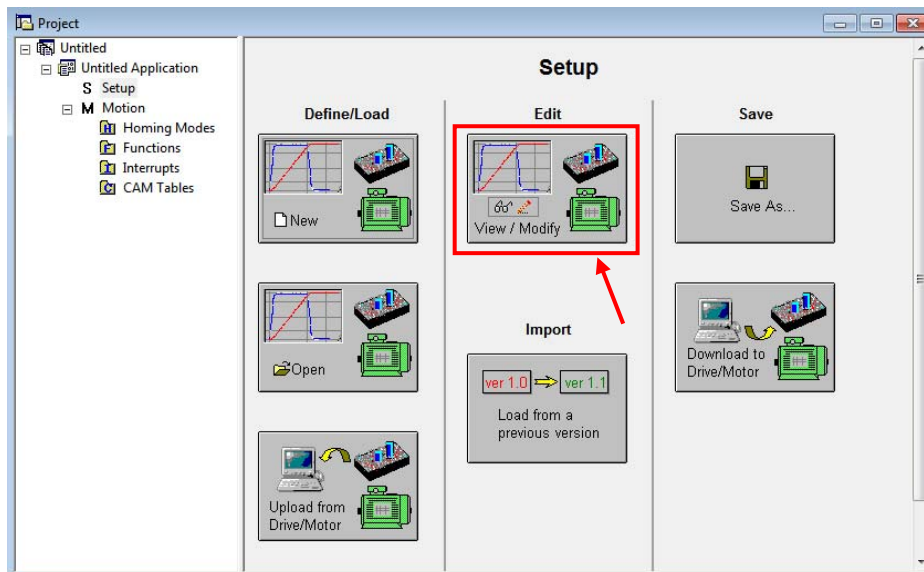 Project
Untitled
Untitled Application
S Setup
M Motion
H Homing Modes
F Functions
I Interrupts
C CAM Tables
Setup
Define/Load
New
Open
Upload from
Drive/Motor
Edit
View / Modify
Import
ver 1.0
ver 1.1
Load from a
previous version
Save
Save As...
Download to
Drive/Motor